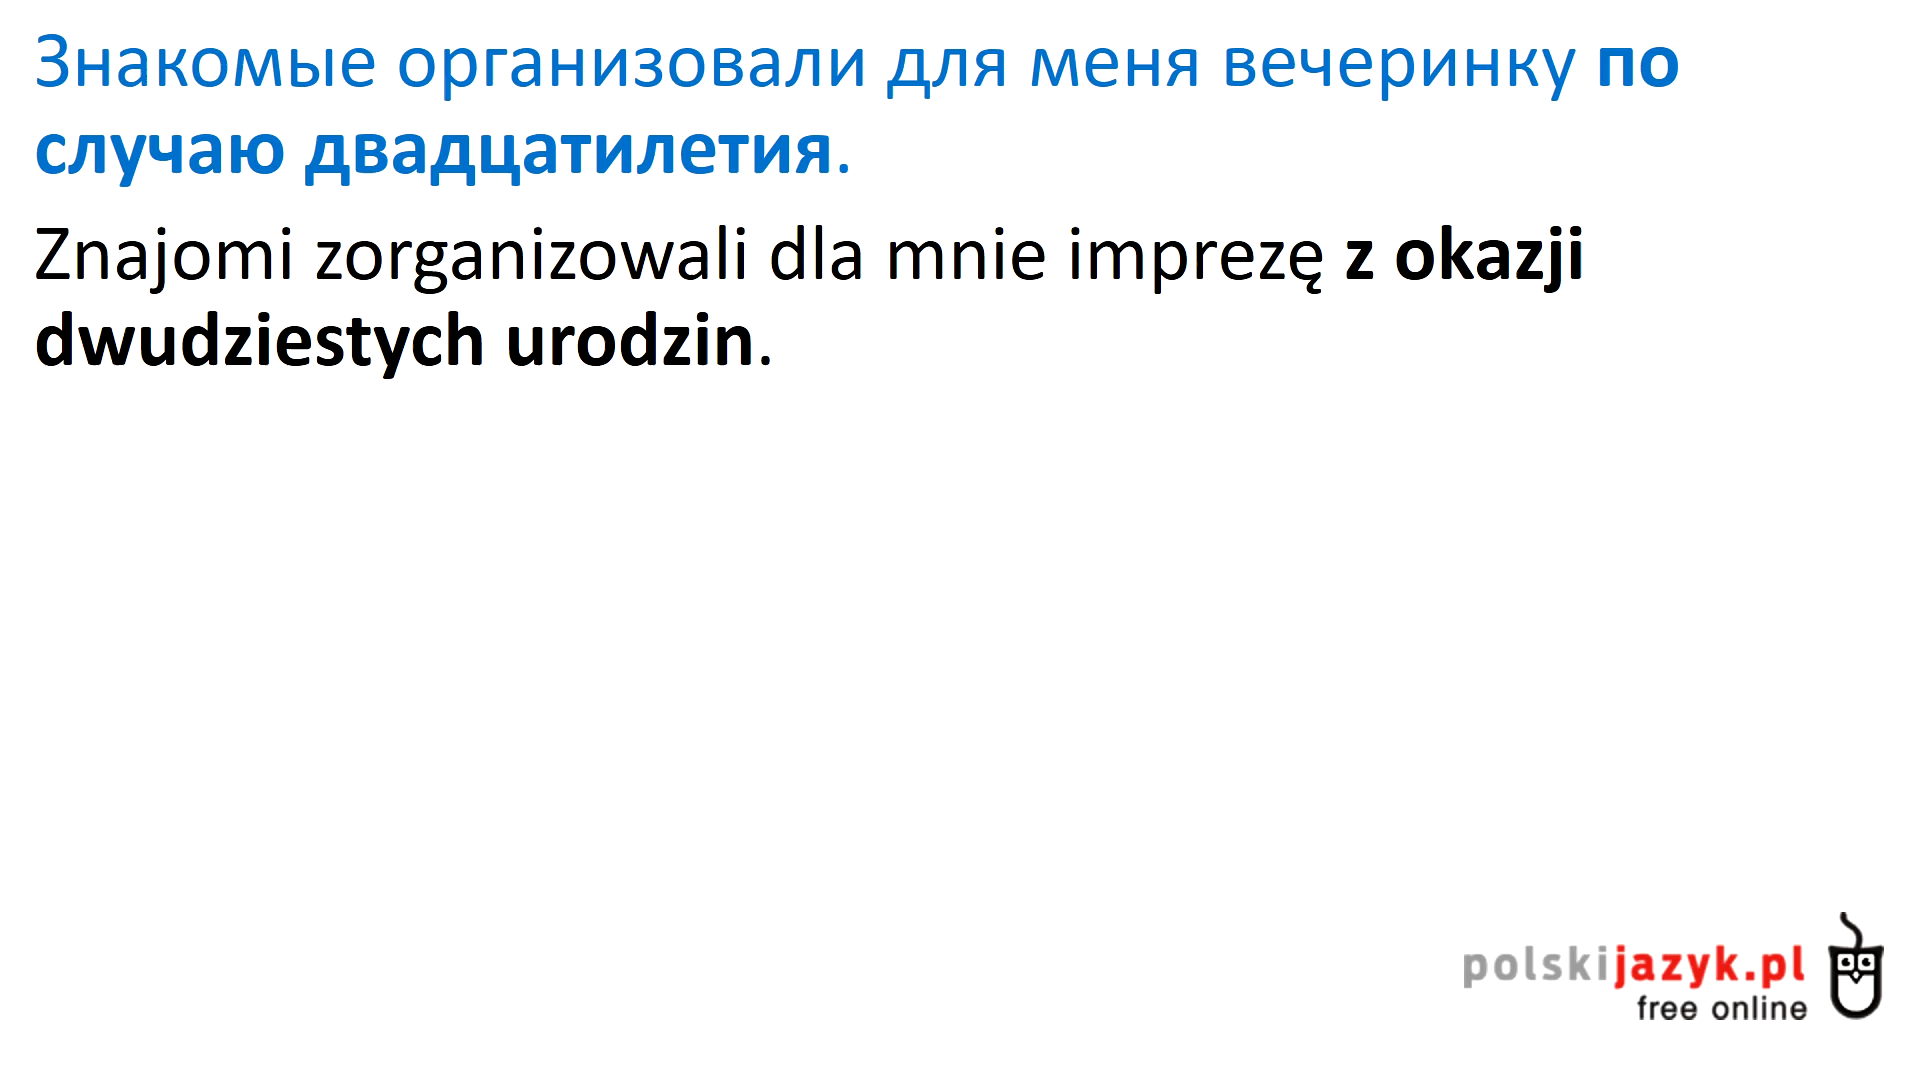 Знакомые организовали для меня вечеринку по
случаю двадцатилетия.
Znajomi zorganizowali dla mnie imprezę z okazji
dwudziestych urodzin.
polskijazyk.pl
free online